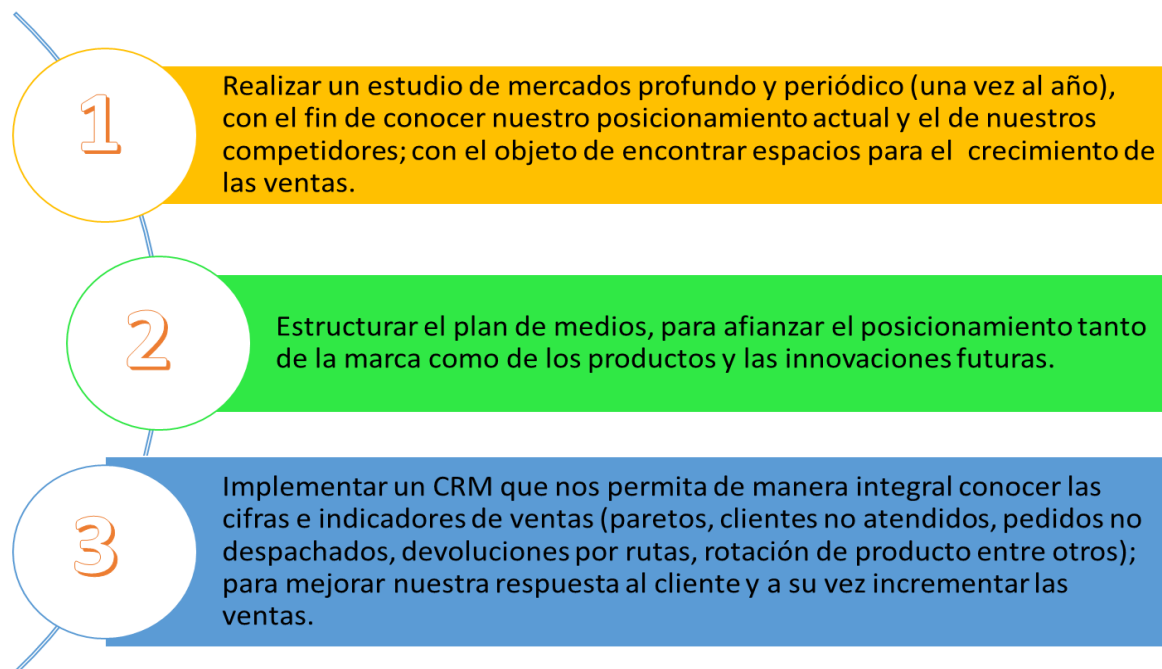 1
Realizar un estudio de mercados profundo y periódico (una vez al año),
con el fin de conocer nuestro posicionamiento actual y el de nuestros
competidores; con el objeto de encontrar espacios para el crecimiento de
las ventas.
2
Estructurar el plan de medios, para afianzar el posicionamiento tanto
de la marca como de los productos y las innovaciones futuras.
3
Implementar un CRM que nos permita de manera integral conocer las
cifras e indicadores de ventas (paretos, clientes no atendidos, pedidos no
despachados, devoluciones por rutas, rotación de producto entre otros);
para mejorar nuestra respuesta al cliente y a su vez incrementar las
ventas.